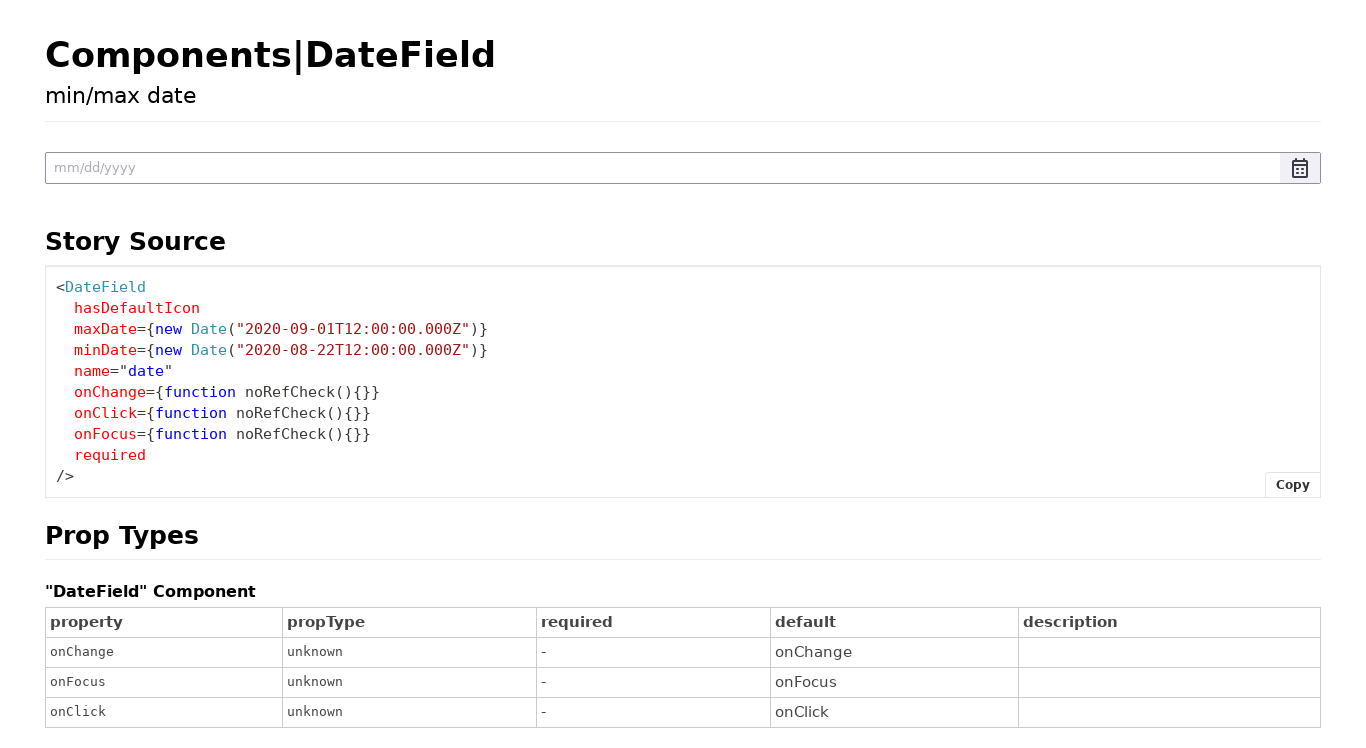 Components|DateField
min/max date
mm/dd/yyyy
Story Source
<DateField
  hasDefaultIcon
  maxDate={new Date("2020-09-01T12:00:00.000Z")}
  minDate={new Date("2020-08-22T12:00:00.000Z")}
  name="date"
  onChange={function noRefCheck(){}}
  onClick={function noRefCheck(){}}
  onFocus={function noRefCheck(){}}
  required
/>
Copy
Prop Types
"DateField" Component
property propType required default description
onChange unknown - onChange
onFocus unknown - onFocus
onClick unknown - onClick